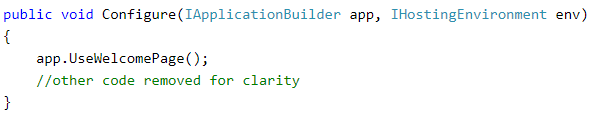 public void Configure(IApplicationBuilder app, IHostingEnvironment env)
{
    app.UseWelcomePage();
    //other code removed for clarity
}